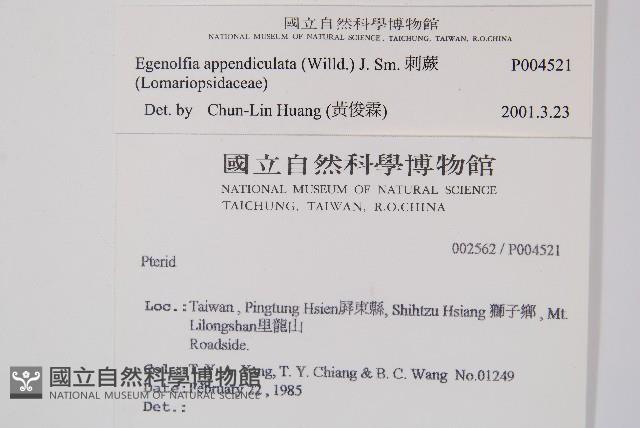 國立自然科學博物館
NATIONAL MUSEUM OF NATURAL SCIENCE, TAICHUNG, TAIWAN, R.O.CHINA
Egenolfia appendiculata (Willd.) J. Sm. 刺蕨 P004521
(Lomariopsidaceae)
Det. by Chun-Lin Huang (黃俊霖) 2001.3.23
國立自然科學博物館
NATIONAL MUSEUM OF NATURAL SCIENCE
TAICHUNG, TAIWAN, R.O.CHINA
002562 / P004521
Pterid
Loc.: Taiwan , Pingtung Hsien屏東縣, Shihtzu Hsiang 獅子鄉 , Mt.
Lilongshan里龍山
Roadside.
Yang, T. Y. Chiang & B. C. Wang No.01249
Date: February 22 , 1985
Det.:
國立自然科學博物館
NATIONAL MUSEUM OF NATURAL SCIENCE